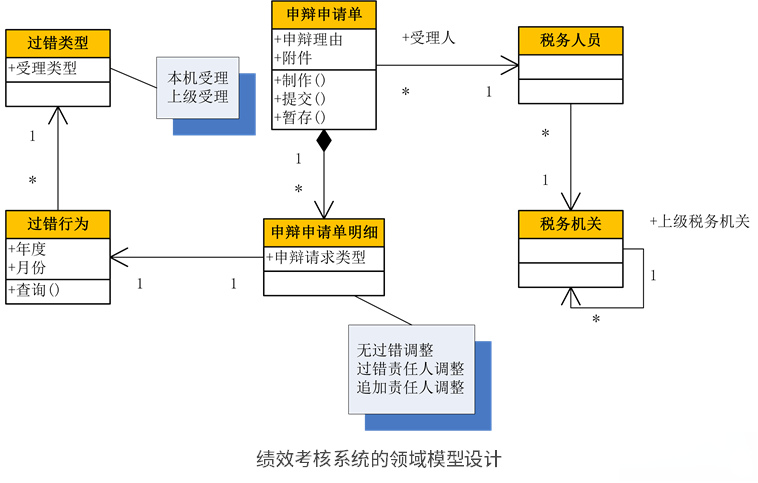 过错类型
+受理类型
本机受理
上级受理
申辩申请单
+申辩理由
+附件
+制作()
+提交()
+暂存()
+受理人
*
1
税务人员
1
*
1
*
*
1
过错行为
+年度
+月份
+查询()
1
1
申辩申请单明细
+申辩请求类型
税务机关
+上级税务机关
1
*
无过错调整
过错责任人调整
追加责任人调整
绩效考核系统的领域模型设计